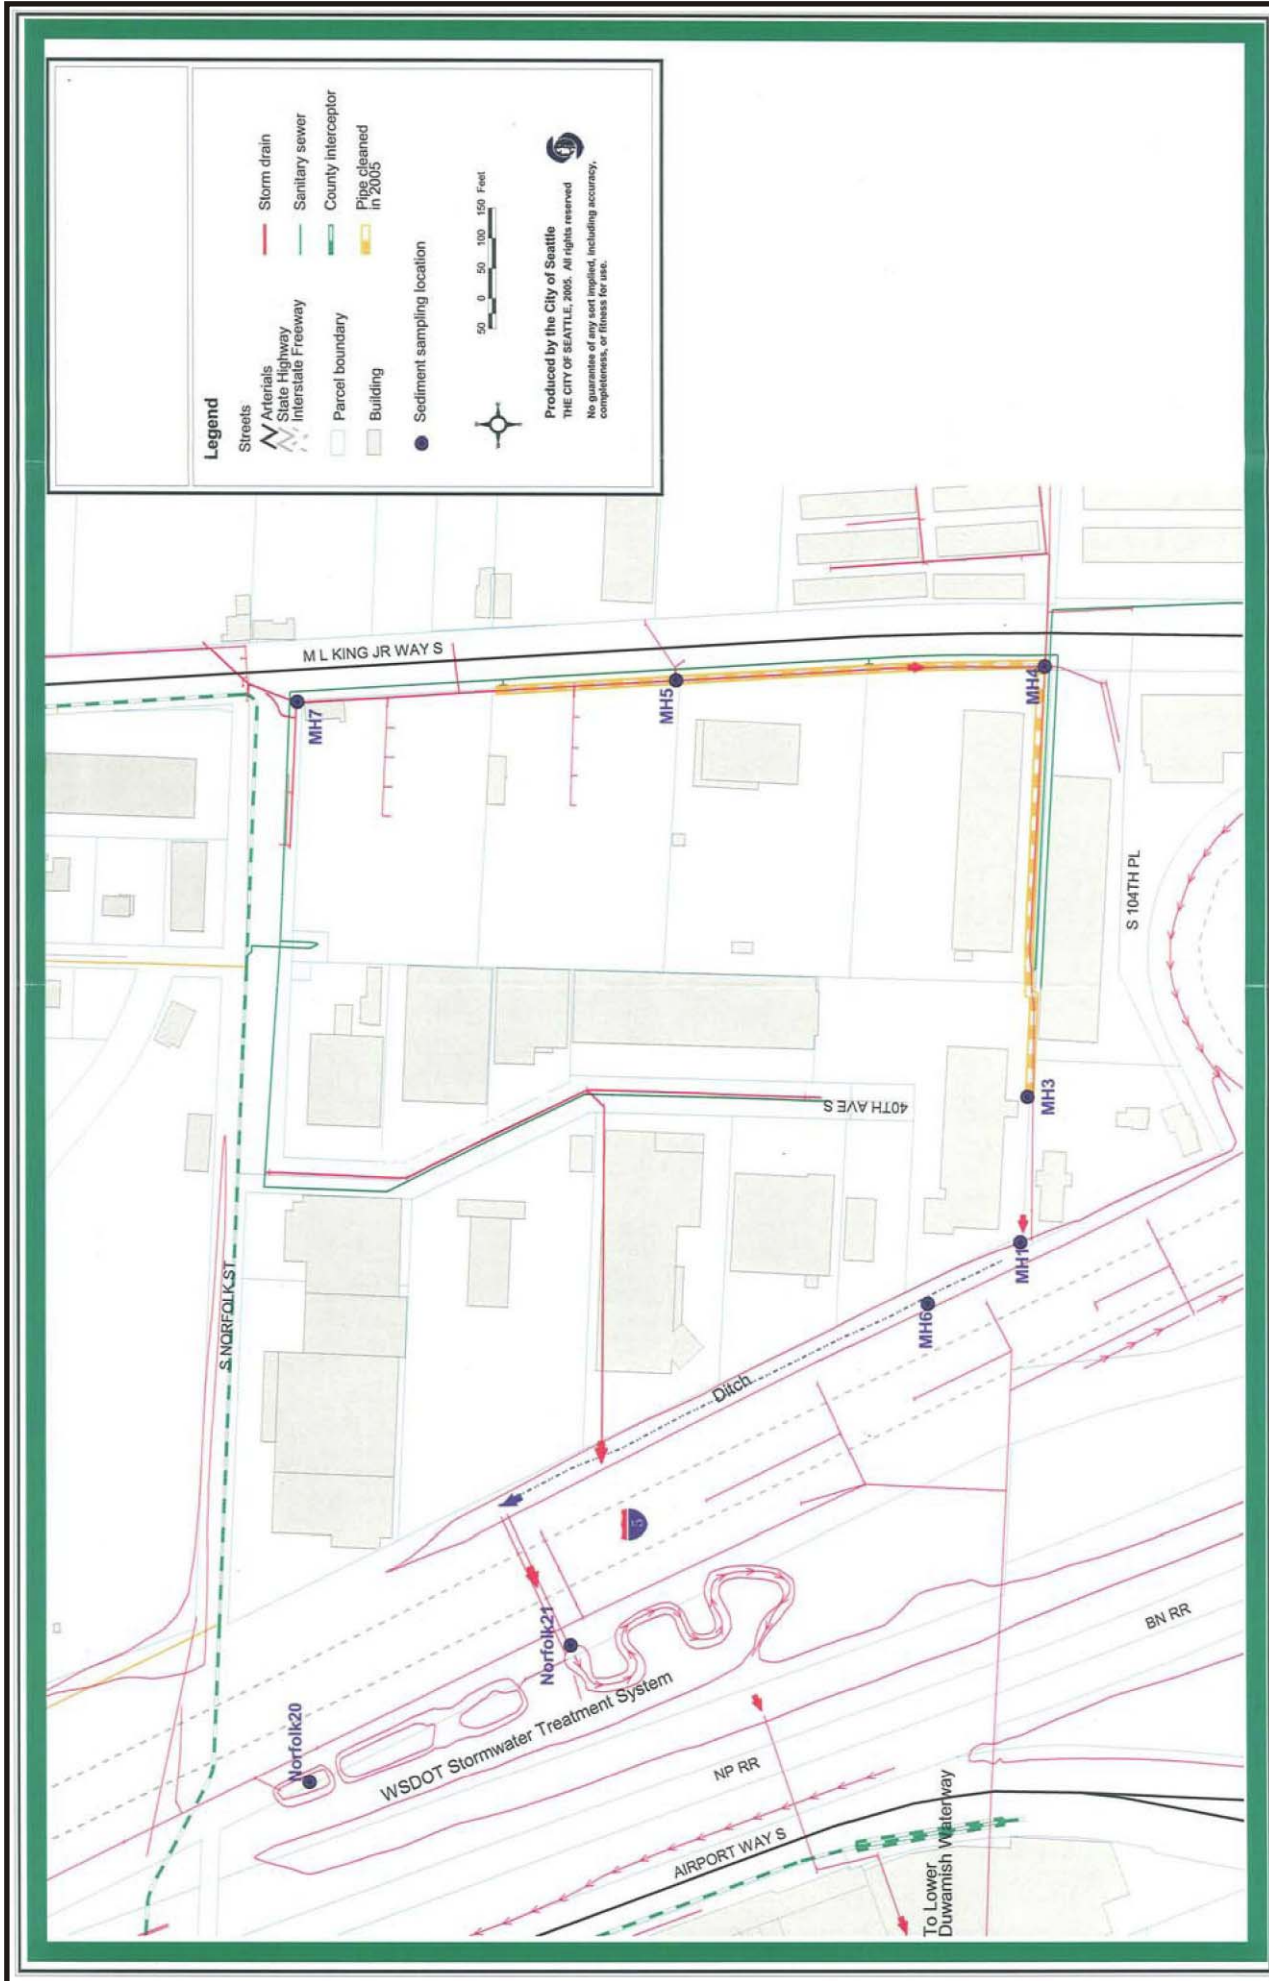 Legend
Streets
Arterials
State Highway
Interstate Freeway
Parcel boundary
Building
Sediment sampling location
Storm drain
Sanitary sewer
County interceptor
Pipe cleaned
in 2005
50 0 50 100 150 Feet
Produced by the City of Seattle
THE CITY OF SEATTLE, 2005. All rights reserved
No guarantee of any sort implied, including accuracy,
completeness, or fitness for use.
M L KING JR WAY S
MH7
MH5
MH4
S 104TH PL
MH3
40TH AVE S
MH1
MH6
S NORFOLK ST
Ditch
5
Norfolk21
Norfolk20
WSDOT Stormwater Treatment System
BN RR
NP RR
AIRPORT WAY S
To Lower
Duwamish Waterway